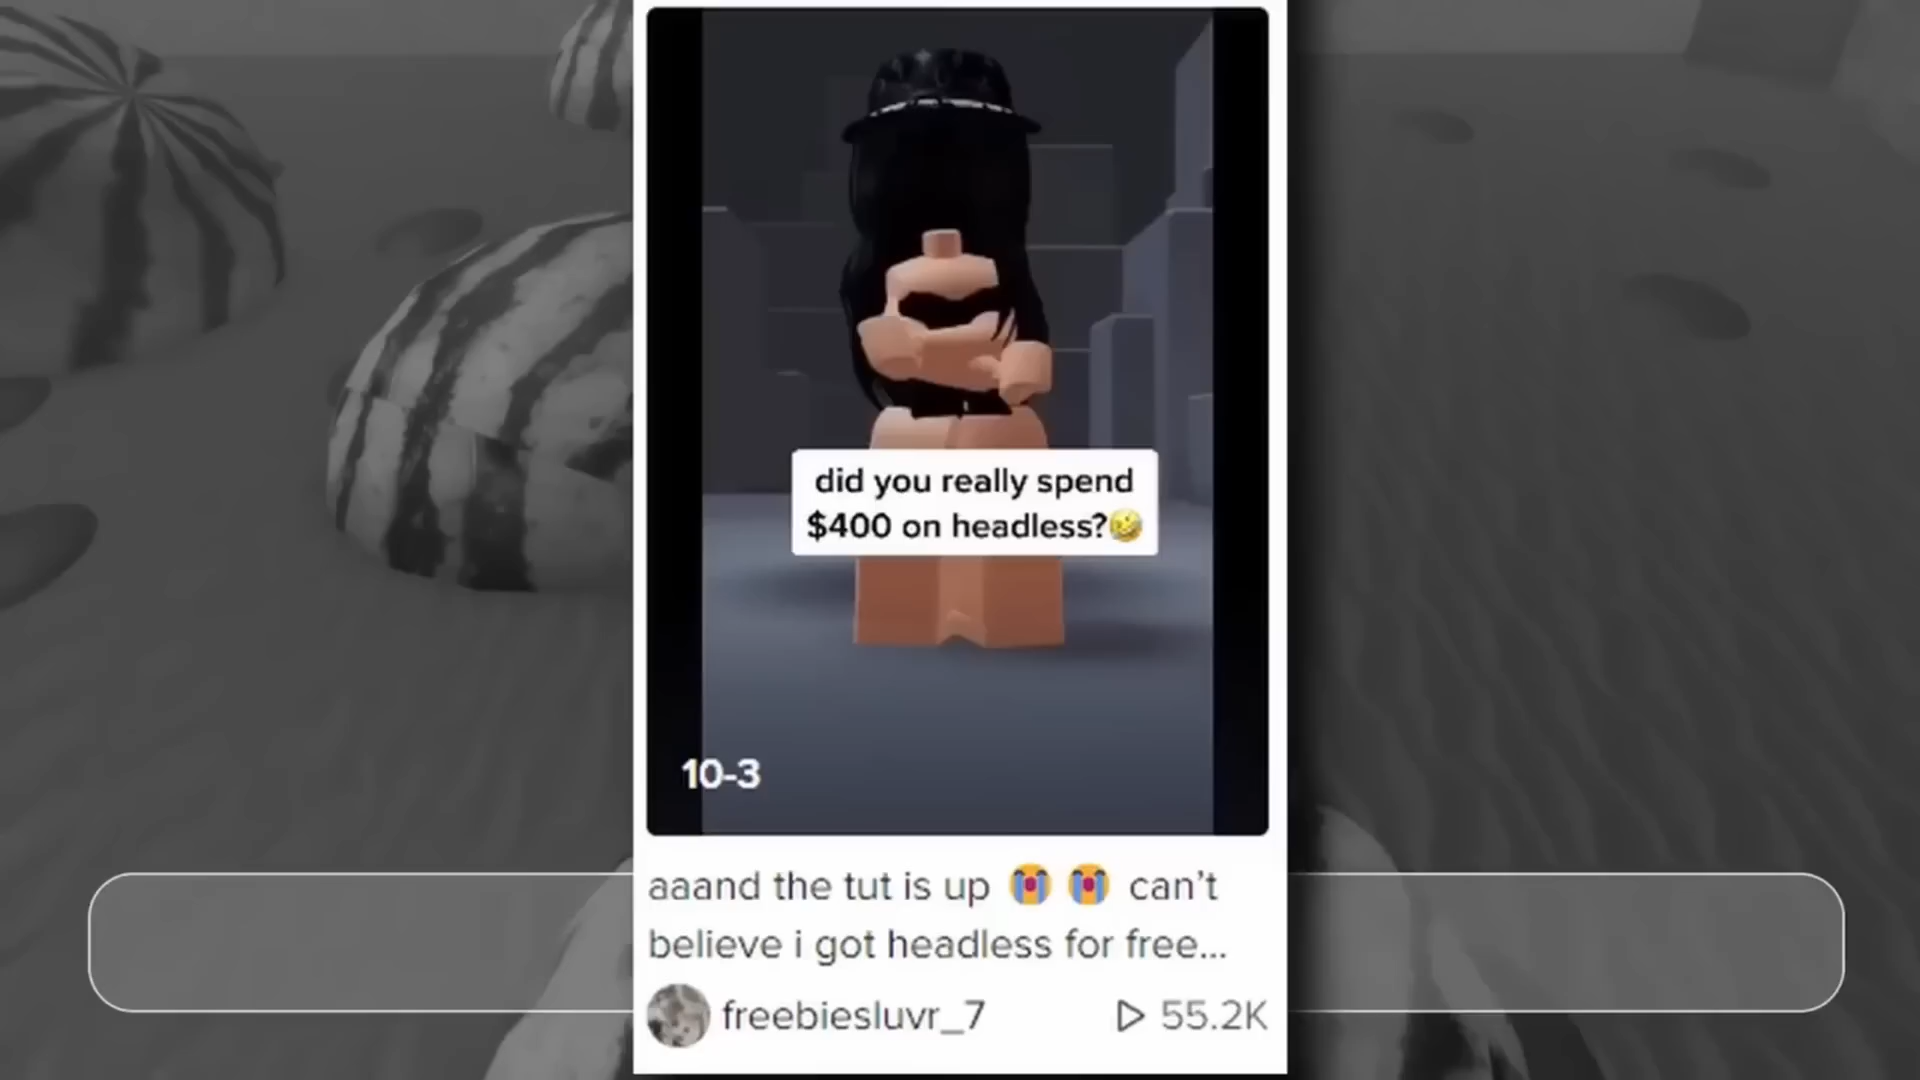 did you really spend
$400 on headless?🤣
10-3
aaand the tut is up 😭 😭 can't
believe i got headless for free...
freebiesluvr_7 ▷ 55.2K